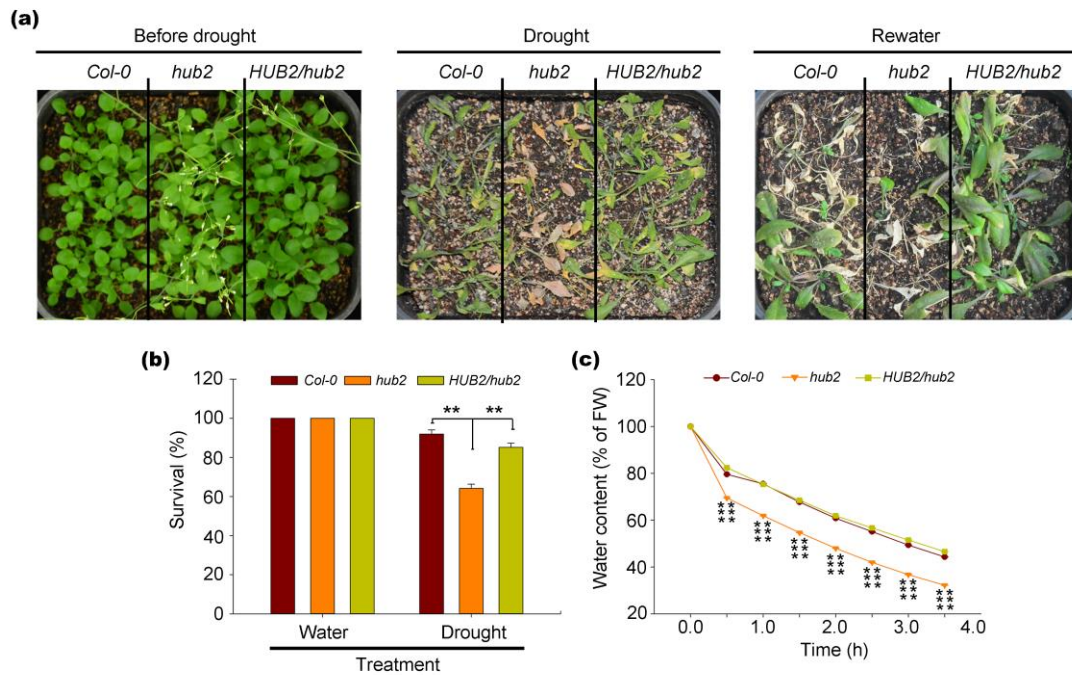 (a)
Before drought Drought Rewater
Col-0 hub2 HUB2/hub2 Col-0 hub2 HUB2/hub2 Col-0 hub2 HUB2/hub2
(b)
Col-0 hub2 HUB2/hub2
120
100
80
60
40
20
0
Survival (%)
** **
Water Drought
Treatment
(c)
Col-0 hub2 HUB2/hub2
120
100
80
60
40
20
Water content (% of FW)
*** *** *** *** *** *** ***
*** *** *** *** *** *** ***
0.0 1.0 2.0 3.0 4.0
Time (h)